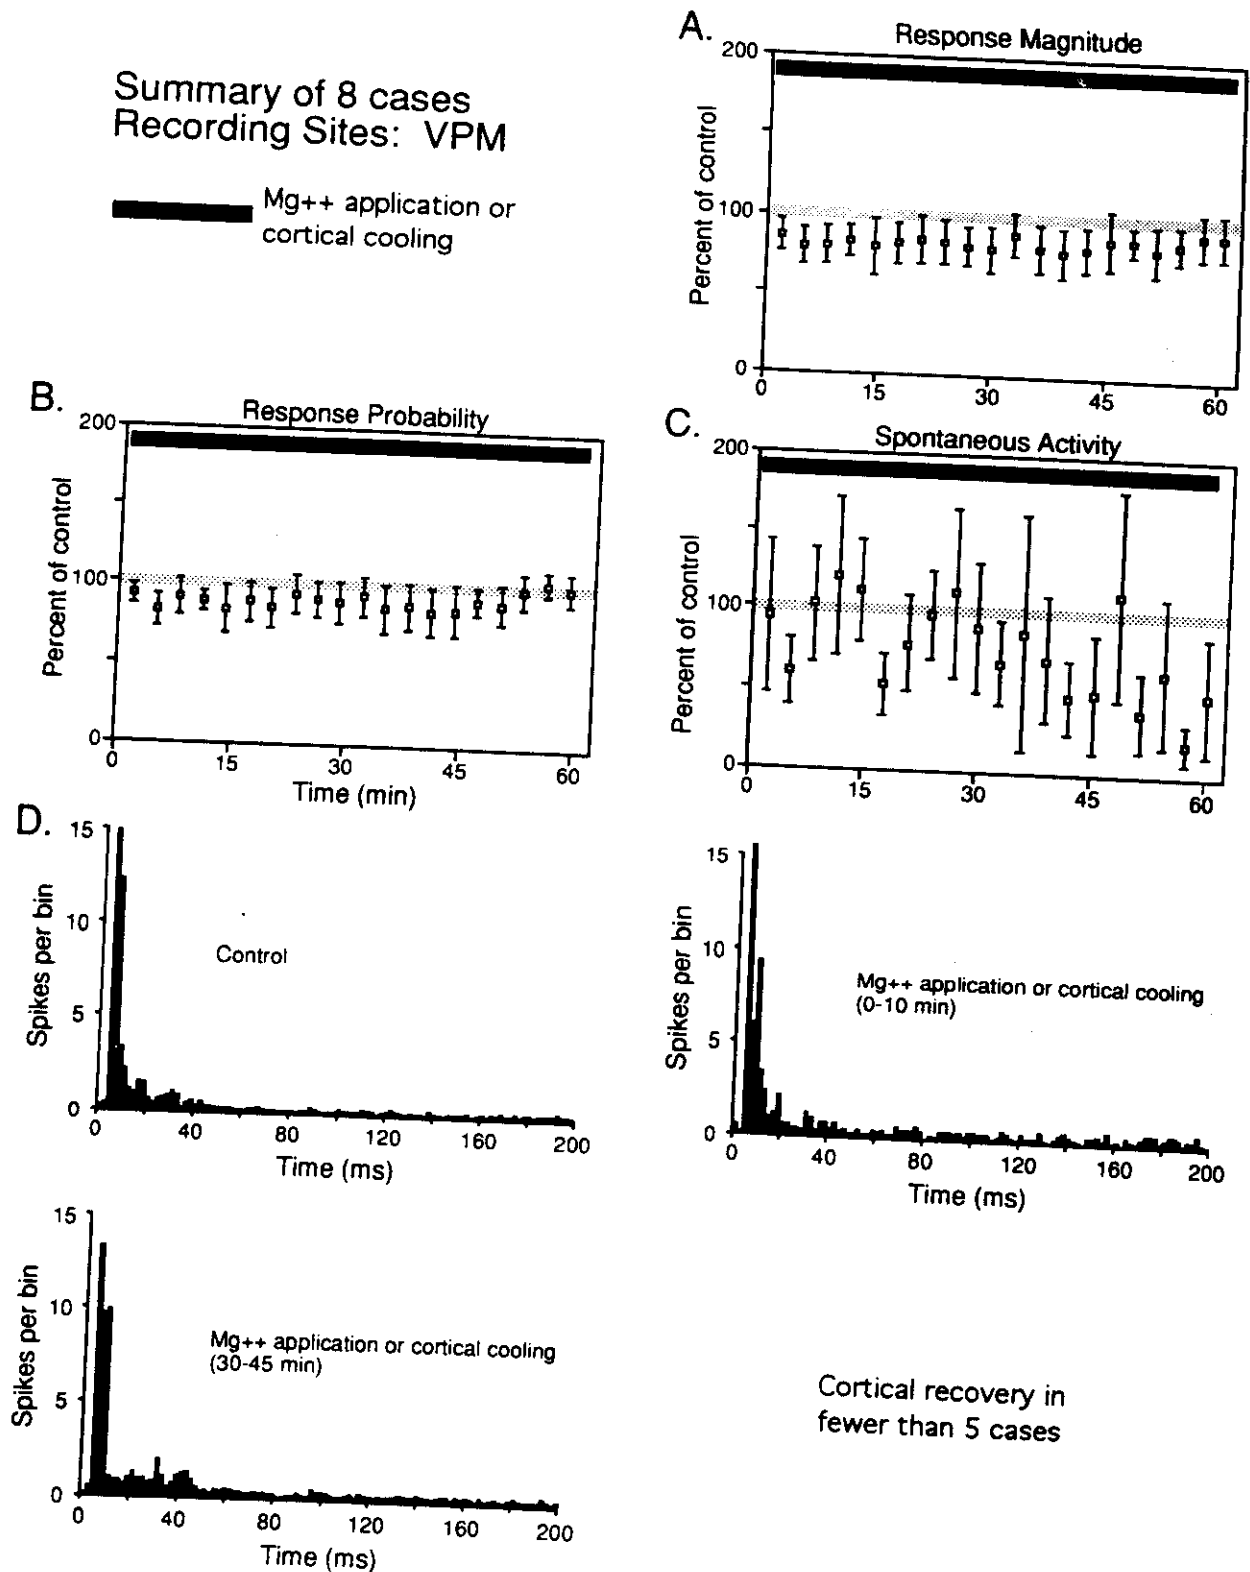 Summary of 8 cases
Recording Sites: VPM
Mg++ application or
cortical cooling
A.
Response Magnitude
Percent of control
200
100
0
0 15 30 45 60
B.
Response Probability
Percent of control
200
100
0
0 15 30 45 60
Time (min)
C.
Spontaneous Activity
Percent of control
200
100
0
0 15 30 45 60
D.
Spikes per bin
15
10
5
0
0 40 80 120 160 200
Time (ms)
Control
Spikes per bin
15
10
5
0
0 40 80 120 160 200
Time (ms)
Mg++ application or cortical cooling
(0-10 min)
Spikes per bin
15
10
5
0
0 40 80 120 160 200
Time (ms)
Mg++ application or cortical cooling
(30-45 min)
Cortical recovery in
fewer than 5 cases